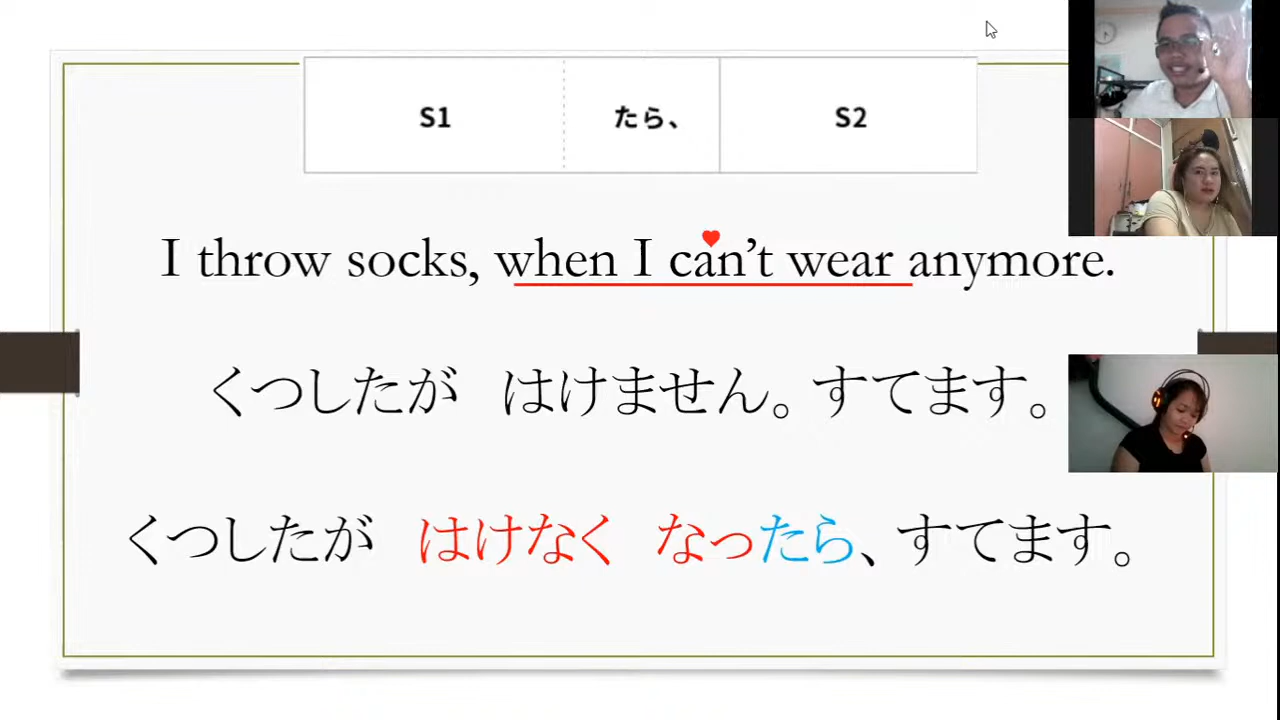 S1 たら、 S2
I throw socks, when I can't wear anymore.
くつしたが はけません。すてます。
くつしたが はけなく なったら、すてます。